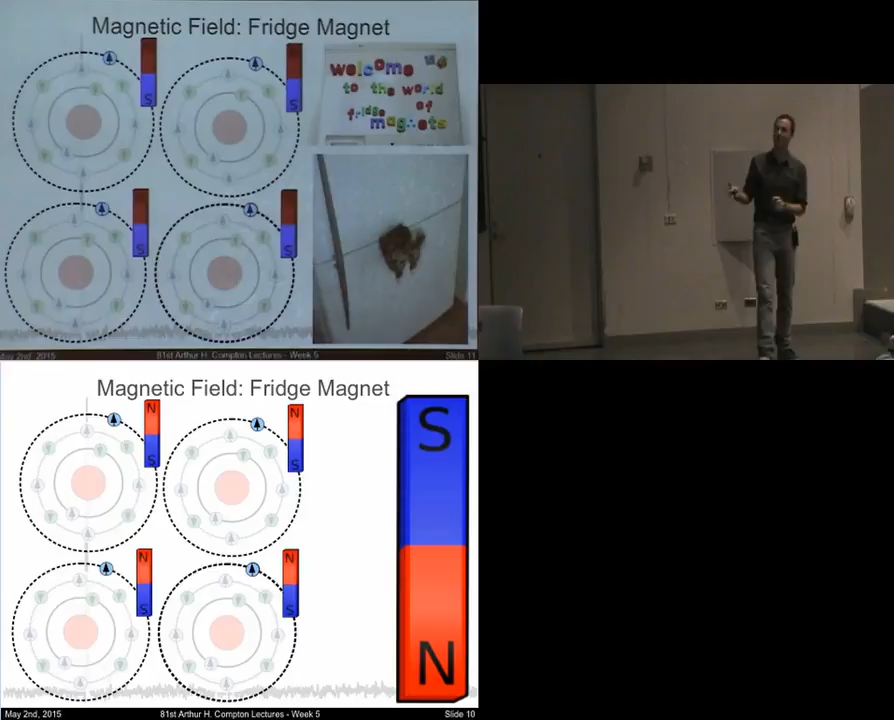 Magnetic Field: Fridge Magnet
S
S
S
S
welcome
to the world
of
fridge
magnets
May 2nd, 2015
81st Arthur H. Compton Lectures - Week 5
Slide 11
Magnetic Field: Fridge Magnet
N
S
N
S
N
S
N
S
S
N
May 2nd, 2015
81st Arthur H. Compton Lectures - Week 5
Slide 10